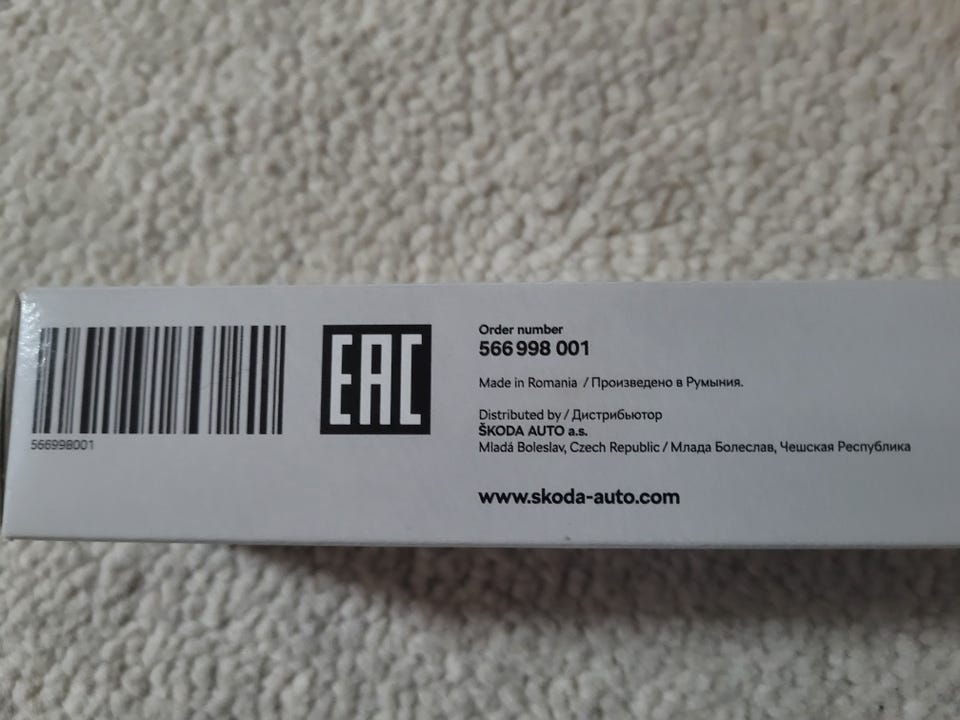 566998001
EAC
Order number
566 998 001
Made in Romania / Произведено в Румыния.
Distributed by / Дистрибьютор
ŠKODA AUTO a.s.
Mladá Boleslav, Czech Republic / Млада Болеслав, Чешская Республика
www.skoda-auto.com